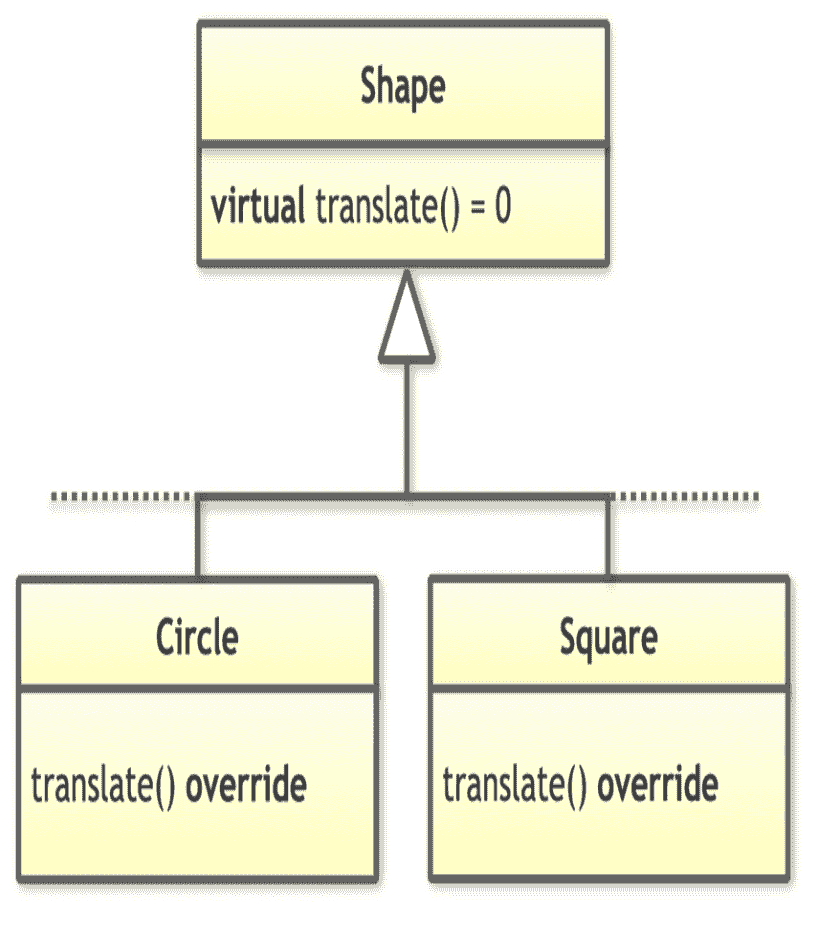 Shape
virtual translate() = 0
Circle
translate() override
Square
translate() override